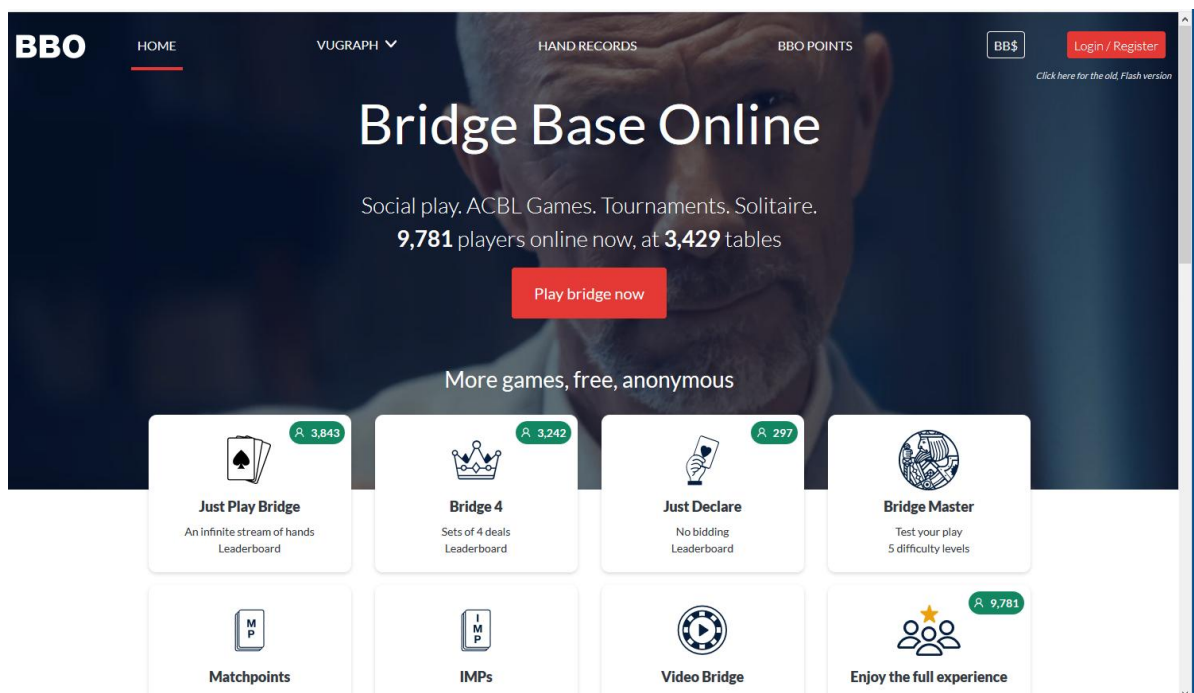 BBO
HOME
VUGRAPH
HAND RECORDS
BBO POINTS
BB$
Login / Register
Click here for the old, Flash version
Bridge Base Online
Social play. ACBL Games. Tournaments. Solitaire.
9,781 players online now, at 3,429 tables
Play bridge now
More games, free, anonymous
3,843
Just Play Bridge
An infinite stream of hands
Leaderboard
3,242
Bridge 4
Sets of 4 deals
Leaderboard
297
Just Declare
No bidding
Leaderboard
Bridge Master
Test your play
5 difficulty levels
M
P
Matchpoints
I
M
P
IMPs
Video Bridge
9,781
Enjoy the full experience